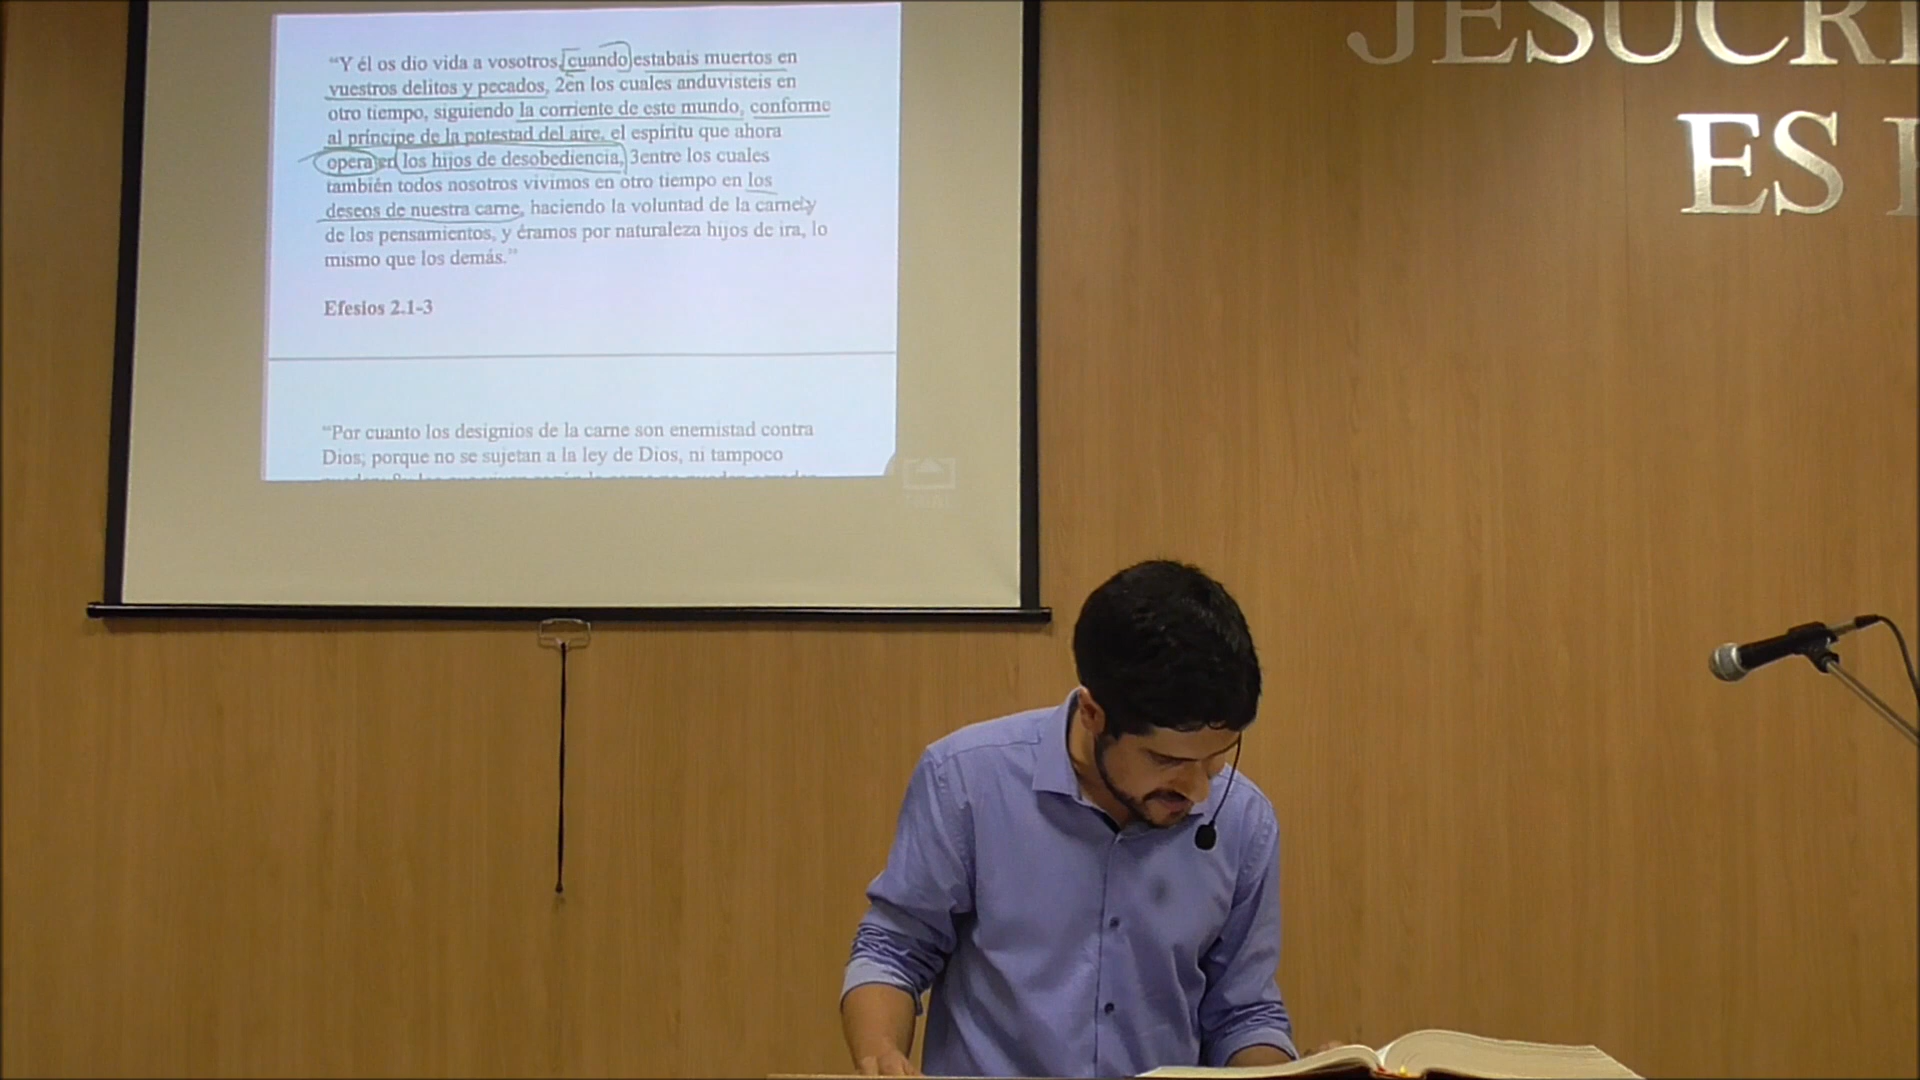 “Y él os dio vida a vosotros, cuando estabais muertos en
vuestros delitos y pecados, 2en los cuales anduvisteis en
otro tiempo, siguiendo la corriente de este mundo, conforme
al príncipe de la potestad del aire, el espíritu que ahora
opera en los hijos de desobediencia, 3entre los cuales
también todos nosotros vivimos en otro tiempo en los
deseos de nuestra carne, haciendo la voluntad de la carne y
de los pensamientos, y éramos por naturaleza hijos de ira, lo
mismo que los demás.”
Efesios 2.1-3
“Por cuanto los designios de la carne son enemistad contra
Dios; porque no se sujetan a la ley de Dios, ni tampoco
JESUCRI
ES